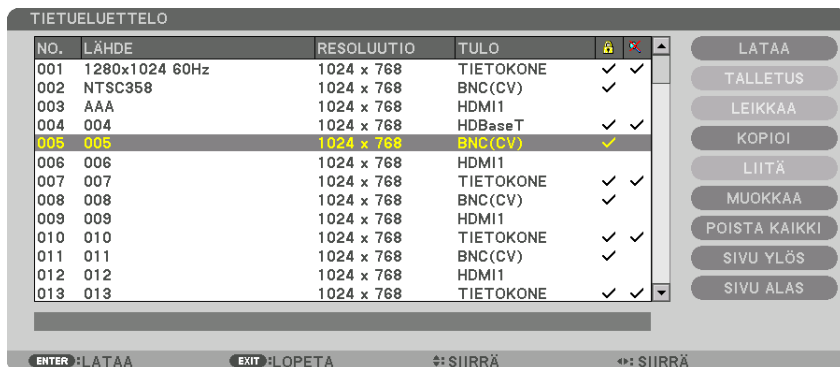 TIETUELUETTELO
NO. LÄHDE RESOLUUTIO TULO
001 1280x1024 60Hz 1024 x 768 TIETOKONE ✓ ✓
002 NTSC358 1024 x 768 BNC(CV) ✓
003 AAA 1024 x 768 HDMI1
004 004 1024 x 768 HDBaseT ✓ ✓
005 005 1024 x 768 BNC(CV) ✓
006 006 1024 x 768 HDMI1
007 007 1024 x 768 TIETOKONE ✓ ✓
008 008 1024 x 768 BNC(CV) ✓
009 009 1024 x 768 HDMI1
010 010 1024 x 768 TIETOKONE ✓ ✓
011 011 1024 x 768 BNC(CV) ✓
012 012 1024 x 768 HDMI1
013 013 1024 x 768 TIETOKONE ✓ ✓
LATAA
TALLETUS
LEIKKAA
KOPIOI
LIITÄ
MUOKKAA
POISTA KAIKKI
SIVU YLÖS
SIVU ALAS
ENTER :LATAA EXIT :LOPETA :SIIRRÄ :SIIRRÄ